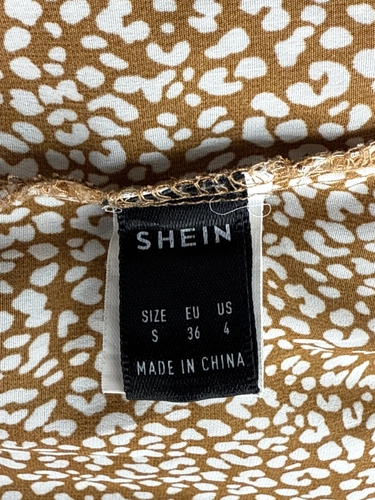 SHEIN
SIZE EU US
S 36 4
MADE IN CHINA